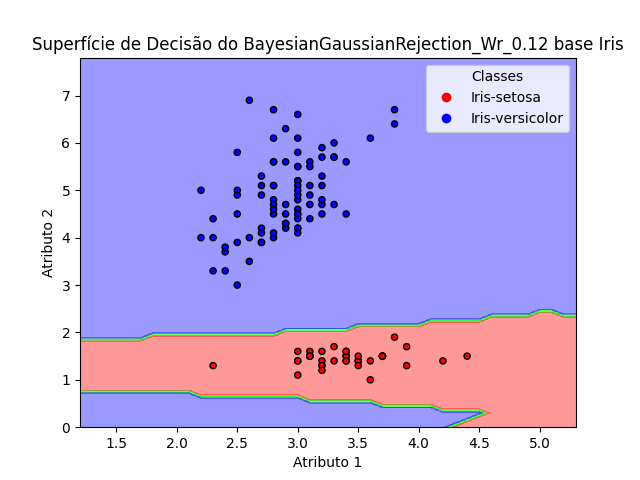 Superfície de Decisão do BayesianGaussianRejection_Wr_0.12 base Iris
Classes
Iris-setosa
Iris-versicolor
Atributo 2
7
6
5
4
3
2
1
0
1.5 2.0 2.5 3.0 3.5 4.0 4.5 5.0
Atributo 1